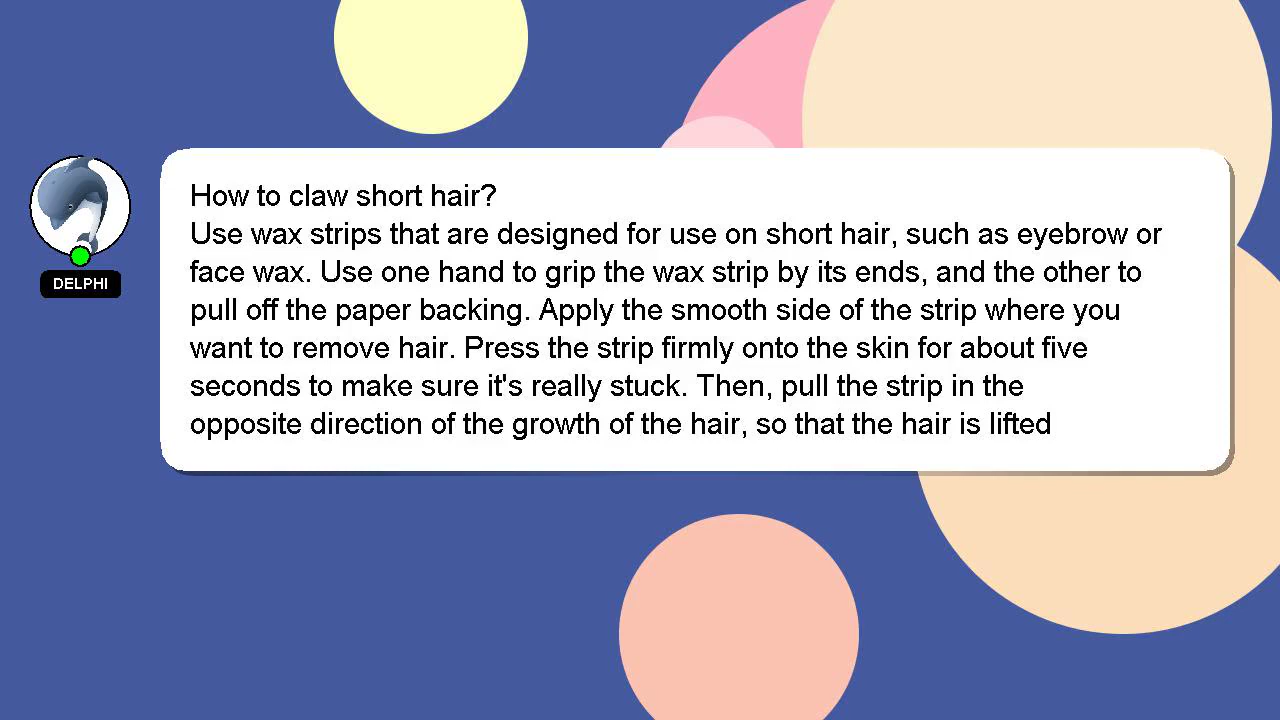 How to claw short hair?
Use wax strips that are designed for use on short hair, such as eyebrow or
face wax. Use one hand to grip the wax strip by its ends, and the other to
pull off the paper backing. Apply the smooth side of the strip where you
want to remove hair. Press the strip firmly onto the skin for about five
seconds to make sure it's really stuck. Then, pull the strip in the
opposite direction of the growth of the hair, so that the hair is lifted
DELPHI